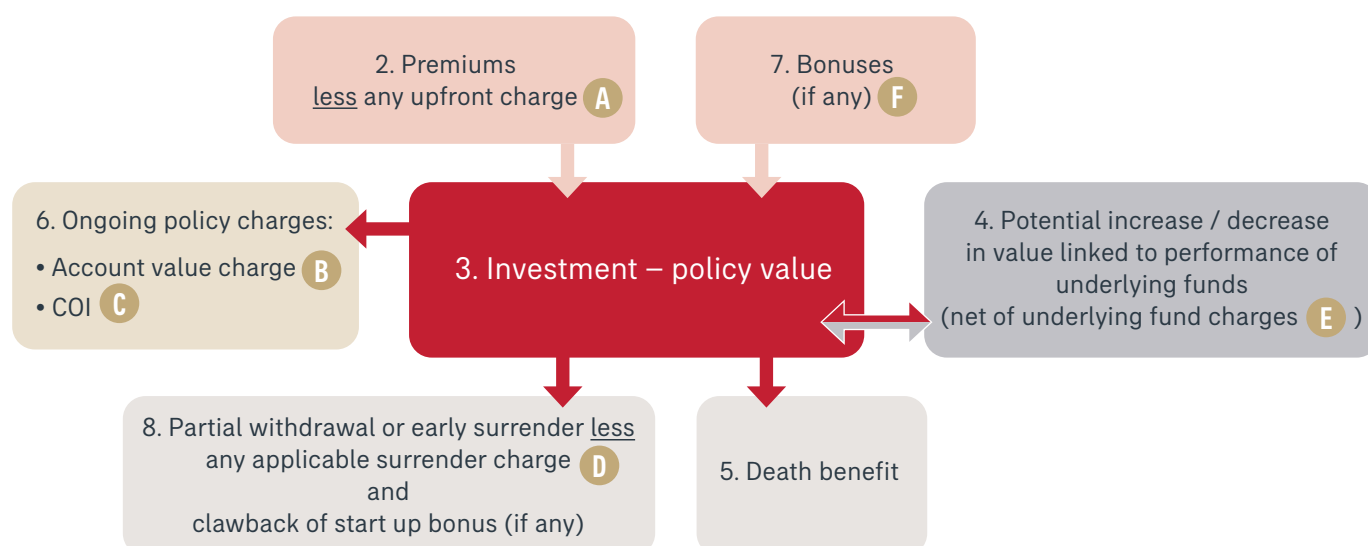 2. Premiums
less any upfront charge A
7. Bonuses
(if any) F
6. Ongoing policy charges:
• Account value charge B
• COI C
3. Investment – policy value
4. Potential increase / decrease
in value linked to performance of
underlying funds
(net of underlying fund charges E )
8. Partial withdrawal or early surrender less
any applicable surrender charge D
and
clawback of start up bonus (if any)
5. Death benefit